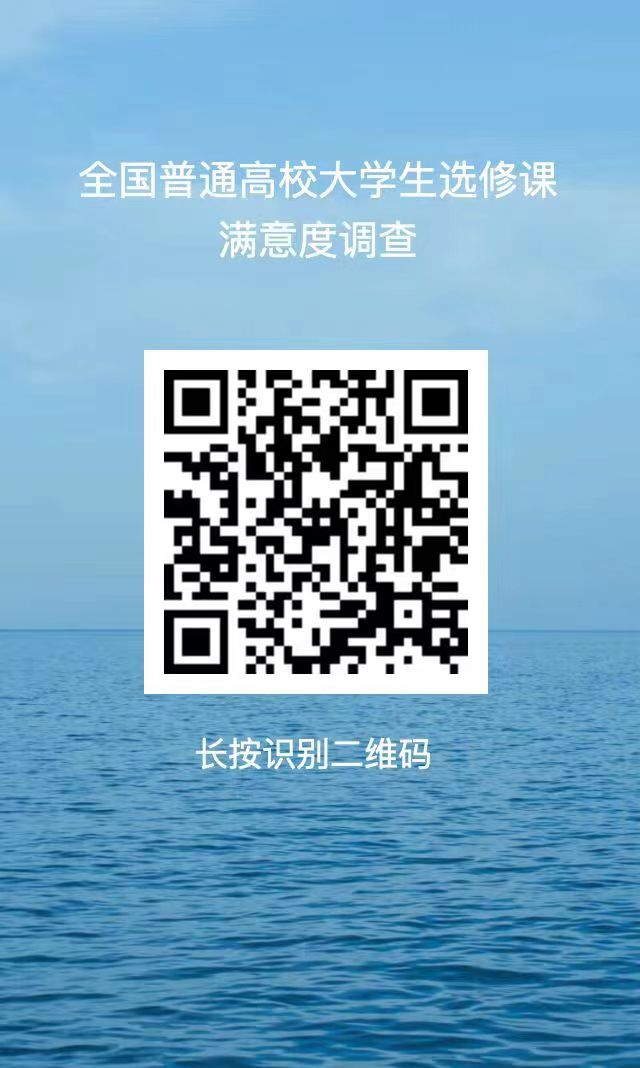 全国普通高校大学生选修课
满意度调查
长按识别二维码